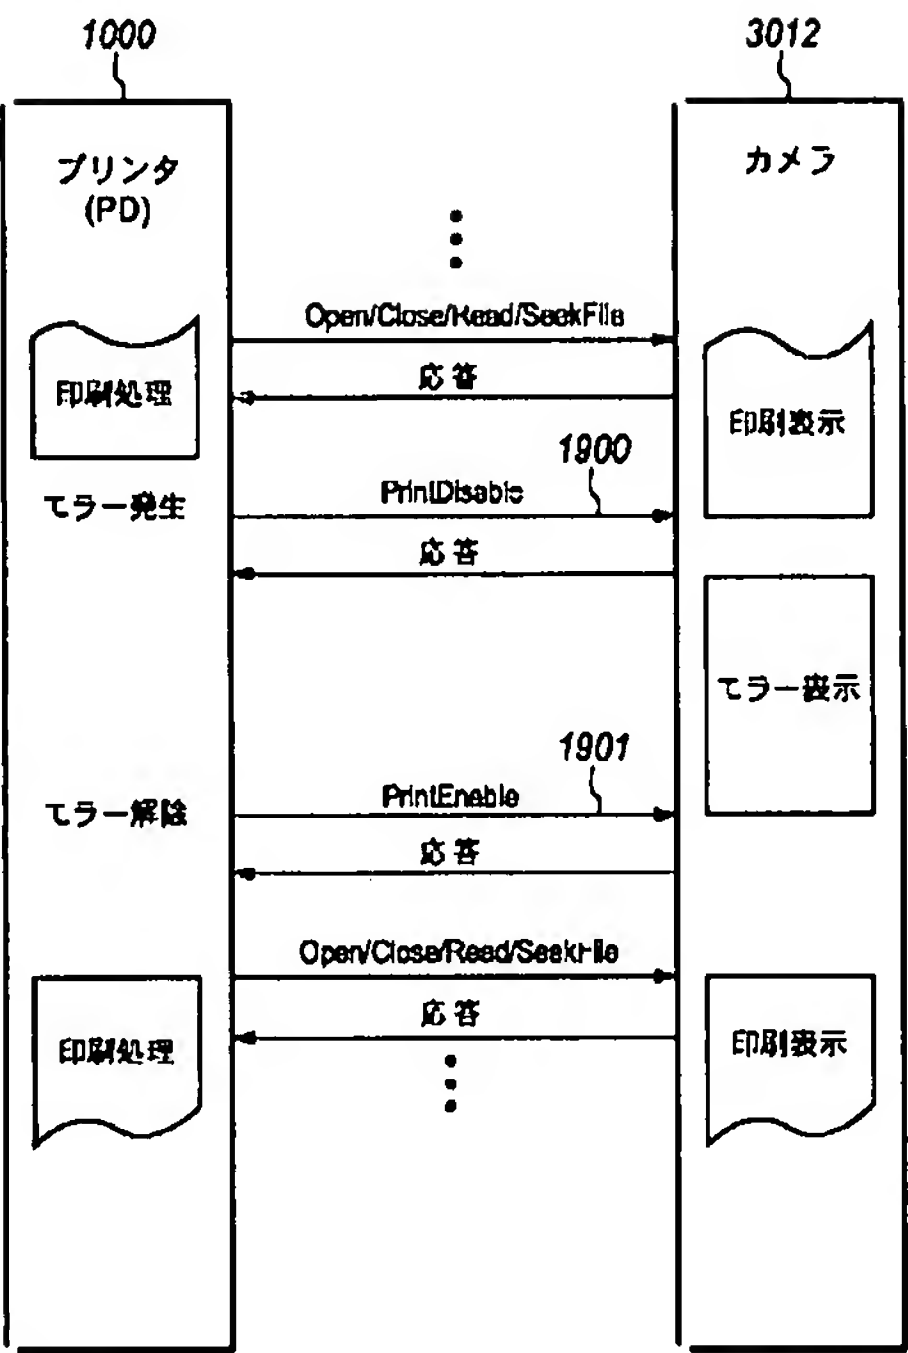 1000
3012
プリンタ
(PD)
カメラ
Open/Close/Read/SeekFile
応答
印刷処理
印刷表示
1900
エラー発生
PrintDisable
応答
エラー表示
1901
エラー解除
PrintEnable
応答
Open/Close/Read/SeekFile
応答
印刷処理
印刷表示